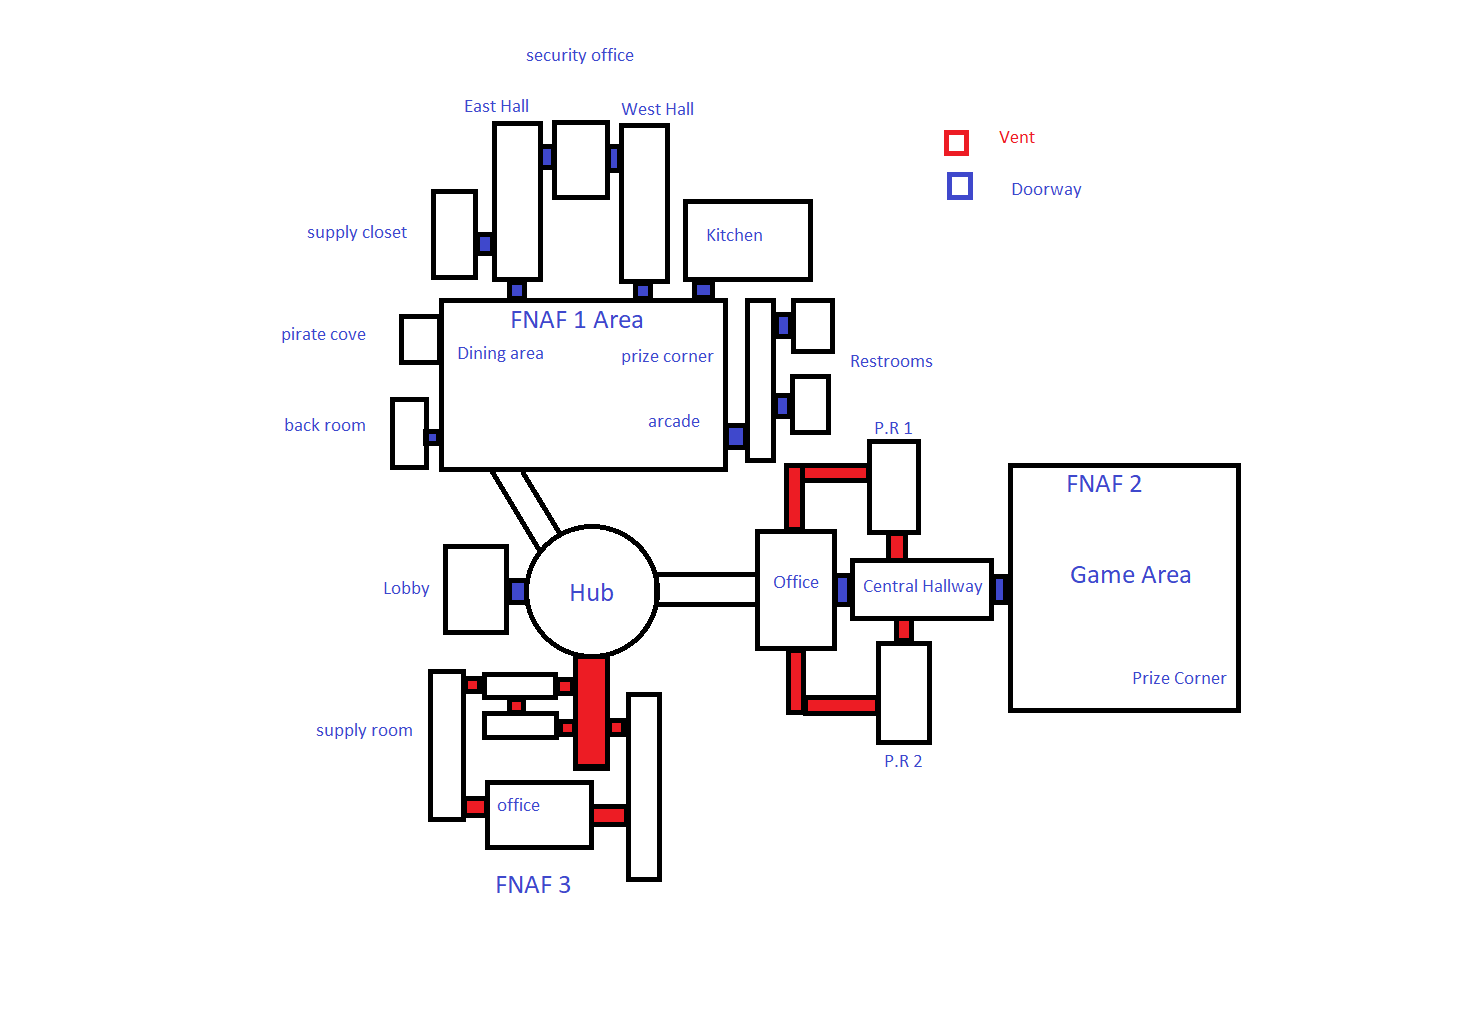 security office
East Hall
West Hall
Vent
Doorway
supply closet
Kitchen
FNAF 1 Area
pirate cove
Dining area
prize corner
Restrooms
back room
arcade
P.R 1
FNAF 2
Lobby
Hub
Office
Central Hallway
Game Area
Prize Corner
supply room
P.R 2
office
FNAF 3